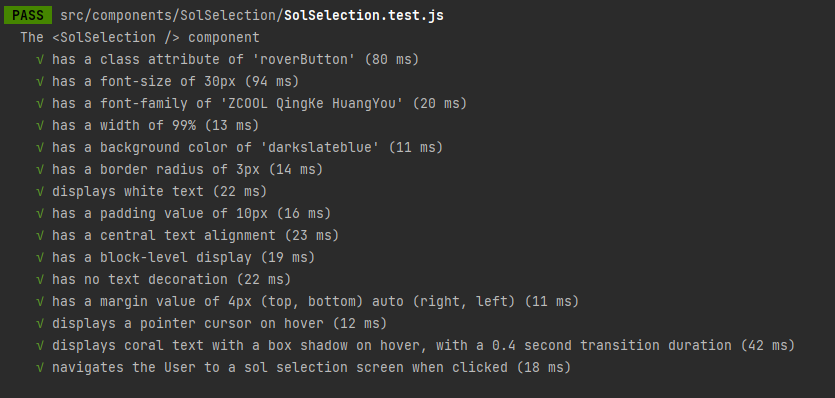 PASS src/components/SolSelection/SolSelection.test.js
The <SolSelection /> component
√ has a class attribute of 'roverButton' (80 ms)
√ has a font-size of 30px (94 ms)
√ has a font-family of 'ZCOOL QingKe HuangYou' (20 ms)
√ has a width of 99% (13 ms)
√ has a background color of 'darkslateblue' (11 ms)
√ has a border radius of 3px (14 ms)
√ displays white text (22 ms)
√ has a padding value of 10px (16 ms)
√ has a central text alignment (23 ms)
√ has a block-level display (19 ms)
√ has no text decoration (22 ms)
√ has a margin value of 4px (top, bottom) auto (right, left) (11 ms)
√ displays a pointer cursor on hover (12 ms)
√ displays coral text with a box shadow on hover, with a 0.4 second transition duration (42 ms)
√ navigates the User to a sol selection screen when clicked (18 ms)